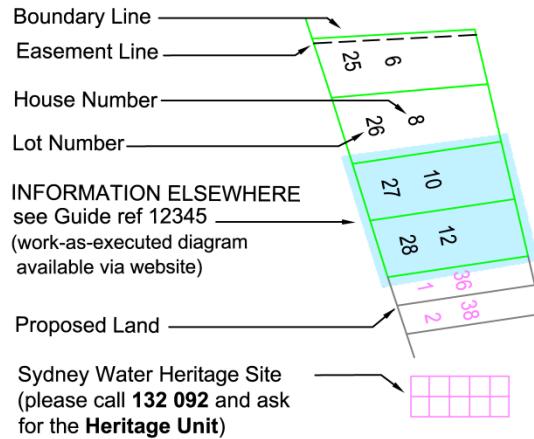 Boundary Line
Easement Line
25 6
House Number
26 8
Lot Number
INFORMATION ELSEWHERE
see Guide ref 12345
(work-as-executed diagram
available via website)
27 10
28 12
1 36
2 38
Proposed Land
Sydney Water Heritage Site
(please call 132 092 and ask
for the Heritage Unit)